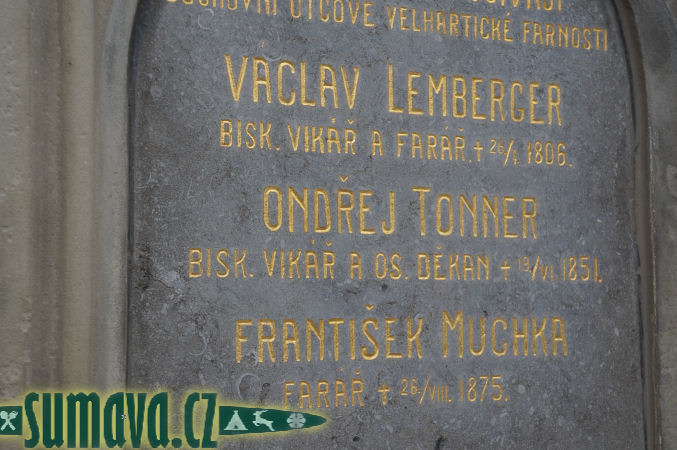 DUCHOVNÍ OTCOVÉ VELHARTICKÉ FARNOSTI
VÁCLAV LEMBERGER
BISK. VIKÁŘ A FARÁŘ. + 26/I. 1806.
ONDŘEJ TONNER
BISK. VIKÁŘ A OS. DĚKAN + 19/VI. 1851.
FRANTIŠEK MUCHKA
FARÁŘ + 26./VIII. 1875.
sumava.cz